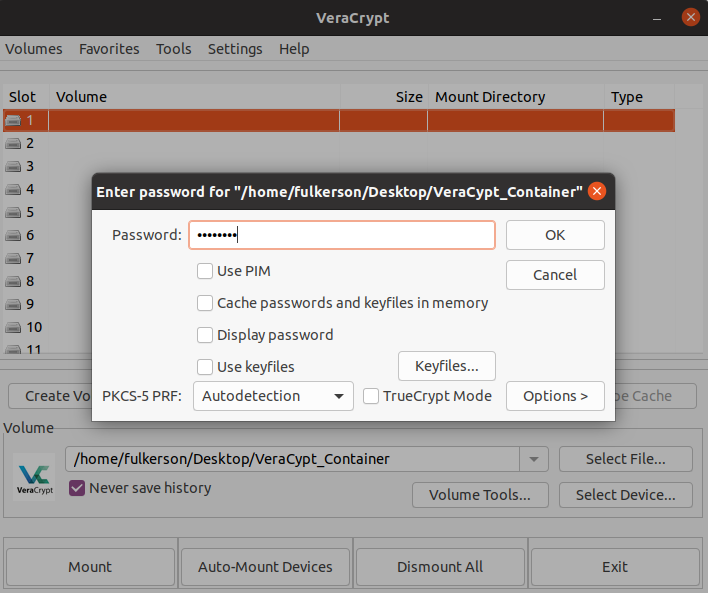 VeraCrypt
Volumes Favorites Tools Settings Help
Slot Volume Size Mount Directory Type
1
2
3
4
5
6
7
8
9
10
11
Enter password for "/home/fulkerson/Desktop/VeraCypt_Container"
Password: ••••••••
OK
Use PIM
Cancel
Cache passwords and keyfiles in memory
Display password
Use keyfiles
Keyfiles...
PKCS-5 PRF: Autodetection
TrueCrypt Mode
Options >
Create Vo
pe Cache
Volume
VeraCrypt
/home/fulkerson/Desktop/VeraCypt_Container
Select File...
Never save history
Volume Tools...
Select Device...
Mount
Auto-Mount Devices
Dismount All
Exit